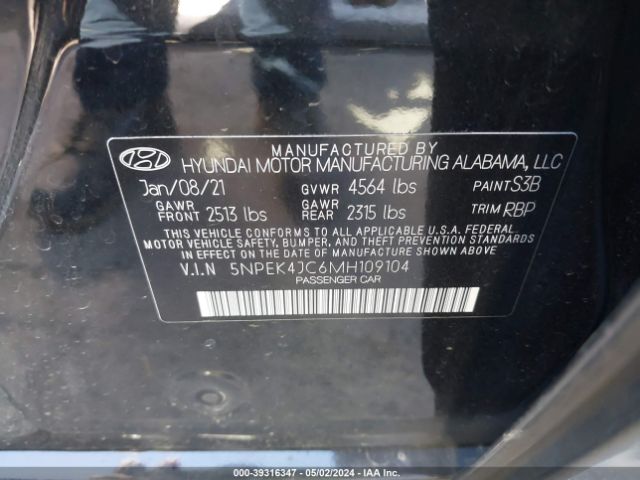 MANUFACTURED BY
HYUNDAI MOTOR MANUFACTURING ALABAMA, LLC
Jan/08/21 GVWR 4564 lbs PAINT S3B
GAWR FRONT 2513 lbs GAWR REAR 2315 lbs TRIM RBP
THIS VEHICLE CONFORMS TO ALL APPLICABLE U.S.A. FEDERAL
MOTOR VEHICLE SAFETY, BUMPER, AND THEFT PREVENTION STANDARDS
IN EFFECT ON THE DATE OF MANUFACTURE SHOWN ABOVE.
V.I.N 5NPEK4JC6MH109104
PASSENGER CAR
000-39316347 - 05/02/2024 - IAA Inc.